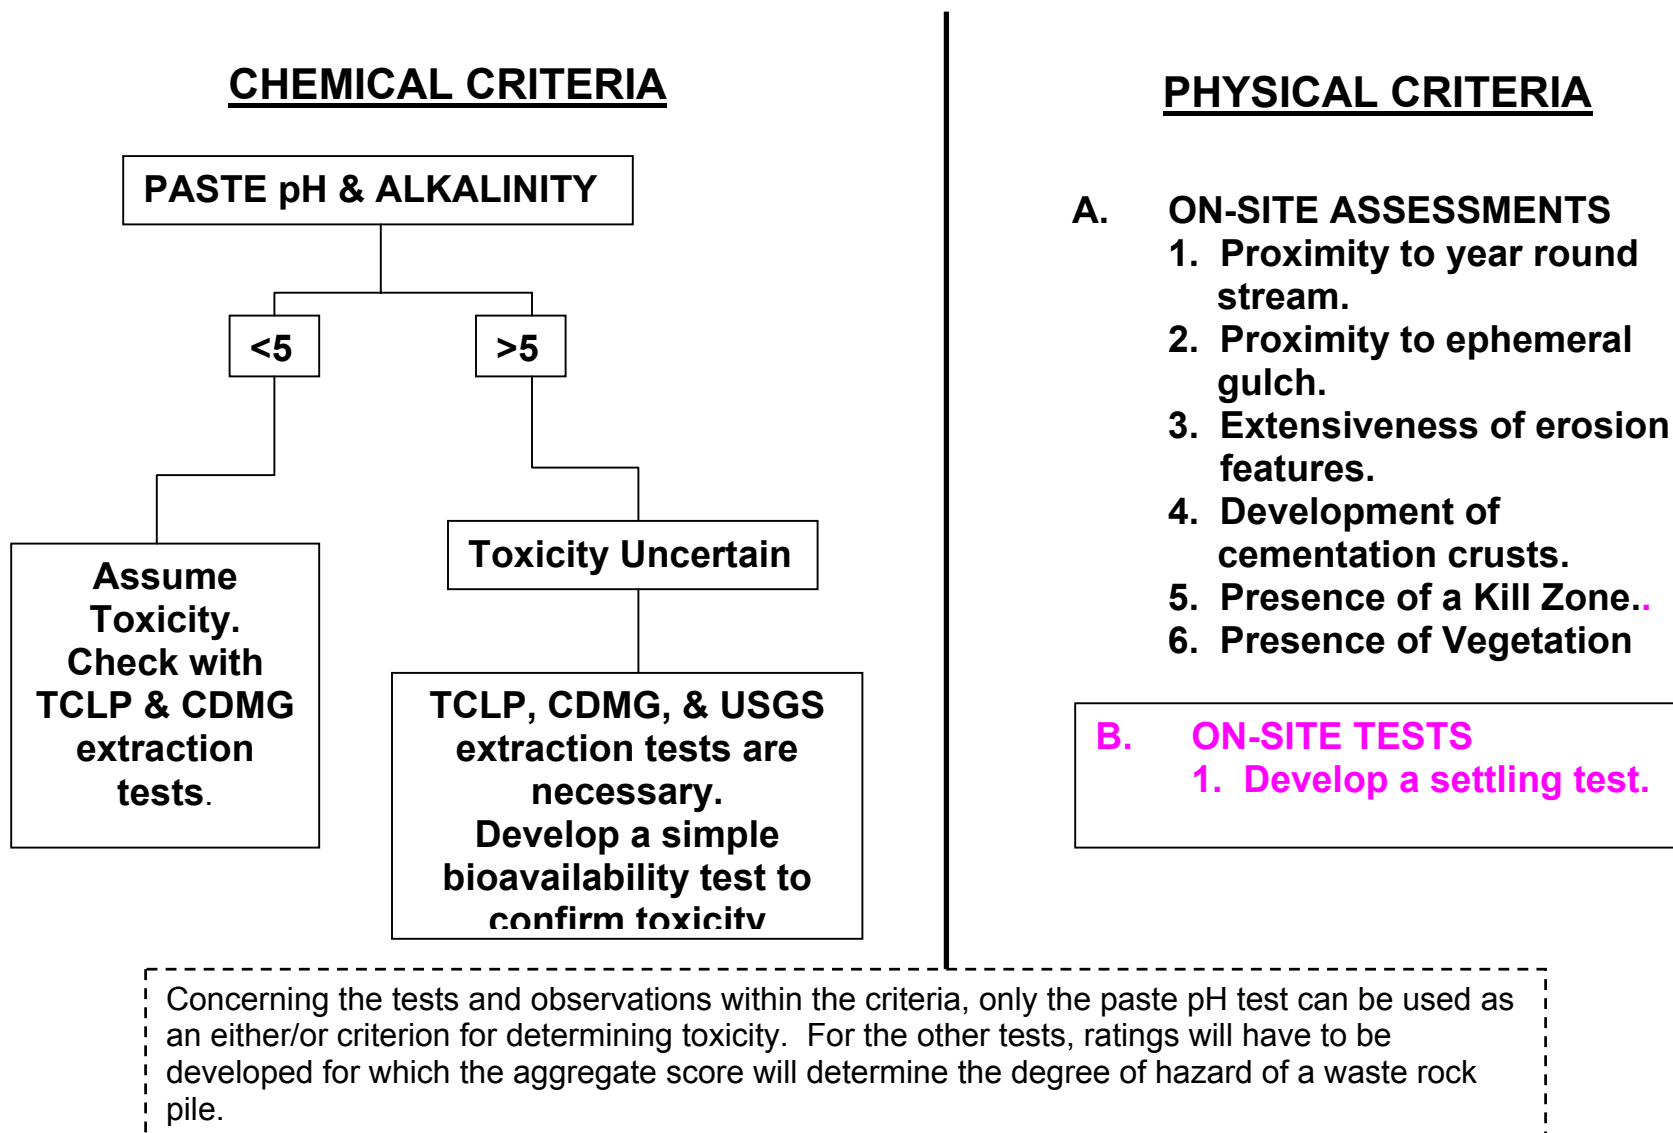 CHEMICAL CRITERIA
PASTE pH & ALKALINITY
<5
>5
Assume
Toxicity.
Check with
TCLP & CDMG
extraction
tests.
Toxicity Uncertain
TCLP, CDMG, & USGS
extraction tests are
necessary.
Develop a simple
bioavailability test to
confirm toxicity
PHYSICAL CRITERIA
A. ON-SITE ASSESSMENTS
1. Proximity to year round
stream.
2. Proximity to ephemeral
gulch.
3. Extensiveness of erosion
features.
4. Development of
cementation crusts.
5. Presence of a Kill Zone..
6. Presence of Vegetation
B. ON-SITE TESTS
1. Develop a settling test.
Concerning the tests and observations within the criteria, only the paste pH test can be used as
an either/or criterion for determining toxicity. For the other tests, ratings will have to be
developed for which the aggregate score will determine the degree of hazard of a waste rock
pile.